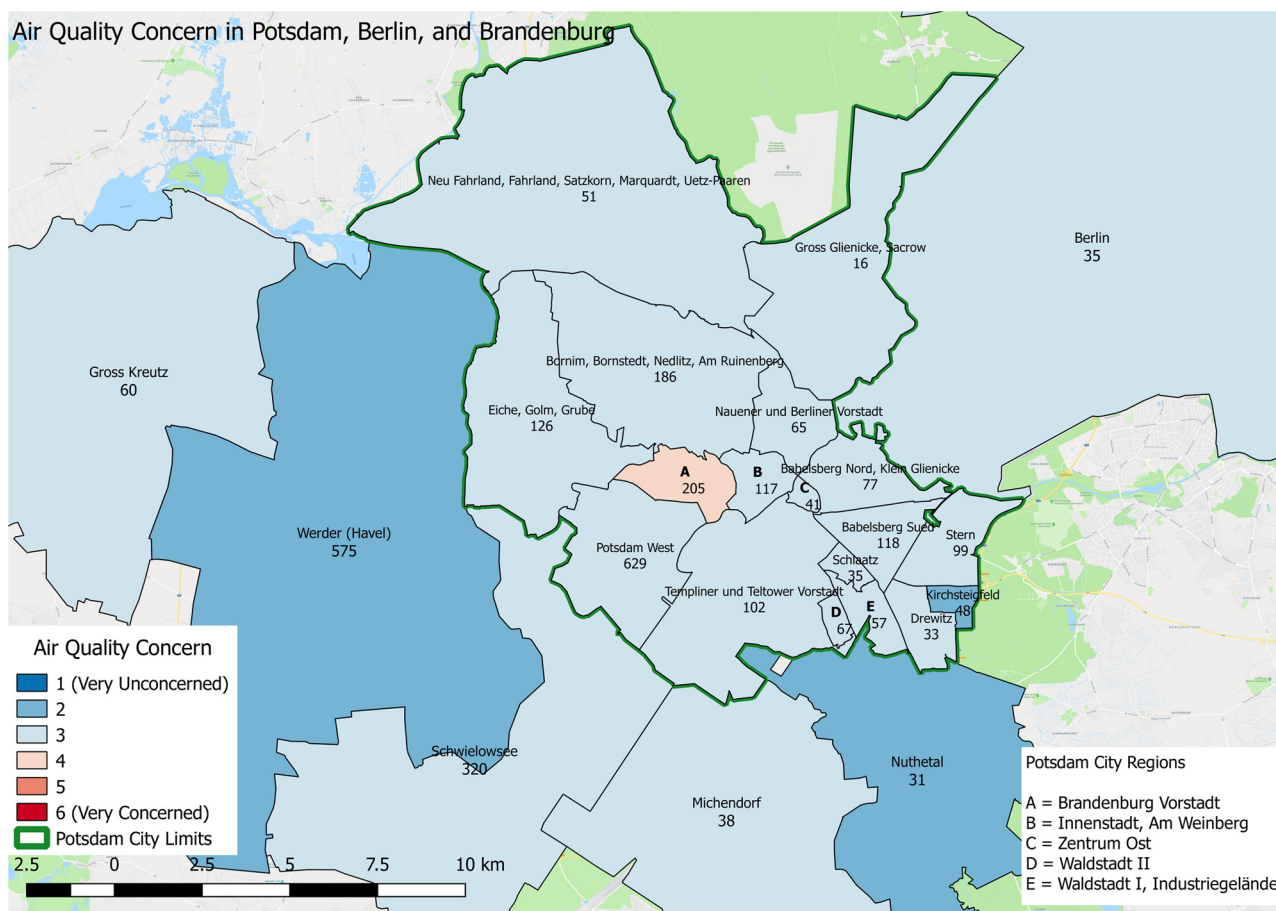 Air Quality Concern in Potsdam, Berlin, and Brandenburg
Neu Fahrland, Fahrland, Satzkorn, Marquardt, Uetz-Paaren
51
Gross Glienicke, Sacrow
16
Berlin
35
Gross Kreutz
60
Bornim, Bornstedt, Nedlitz, Am Ruinenberg
186
Eiche, Golm, Grube
126
Nauener und Berliner Vorstadt
65
A
205
B
117
Babelsberg Nord, Klein Glienicke
77
C
41
Werder (Havel)
575
Potsdam West
629
Babelsberg Sued
118
Stern
99
Schlaatz
35
Templiner und Teltower Vorstadt
102
Kirchsteigfeld
48
D
67
E
57
Drewitz
33
Schwielowsee
320
Michendorf
38
Nuthetal
31
Air Quality Concern
1 (Very Unconcerned)
2
3
4
5
6 (Very Concerned)
Potsdam City Limits
2.5 0 2.5 5 7.5 10 km
Potsdam City Regions
A = Brandenburg Vorstadt
B = Innenstadt, Am Weinberg
C = Zentrum Ost
D = Waldstadt II
E = Waldstadt I, Industriegelände